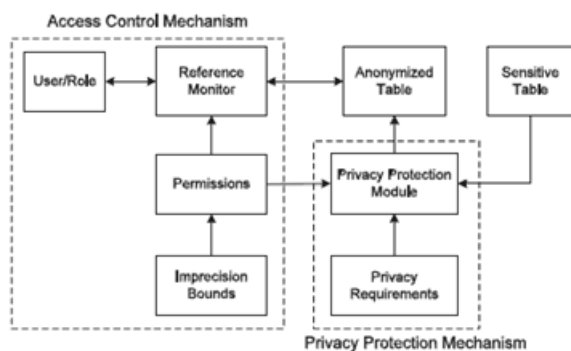 Access Control Mechanism
User/Role
Reference
Monitor
Anonymized
Table
Sensitive
Table
Permissions
Privacy Protection
Module
Imprecision
Bounds
Privacy
Requirements
Privacy Protection Mechanism